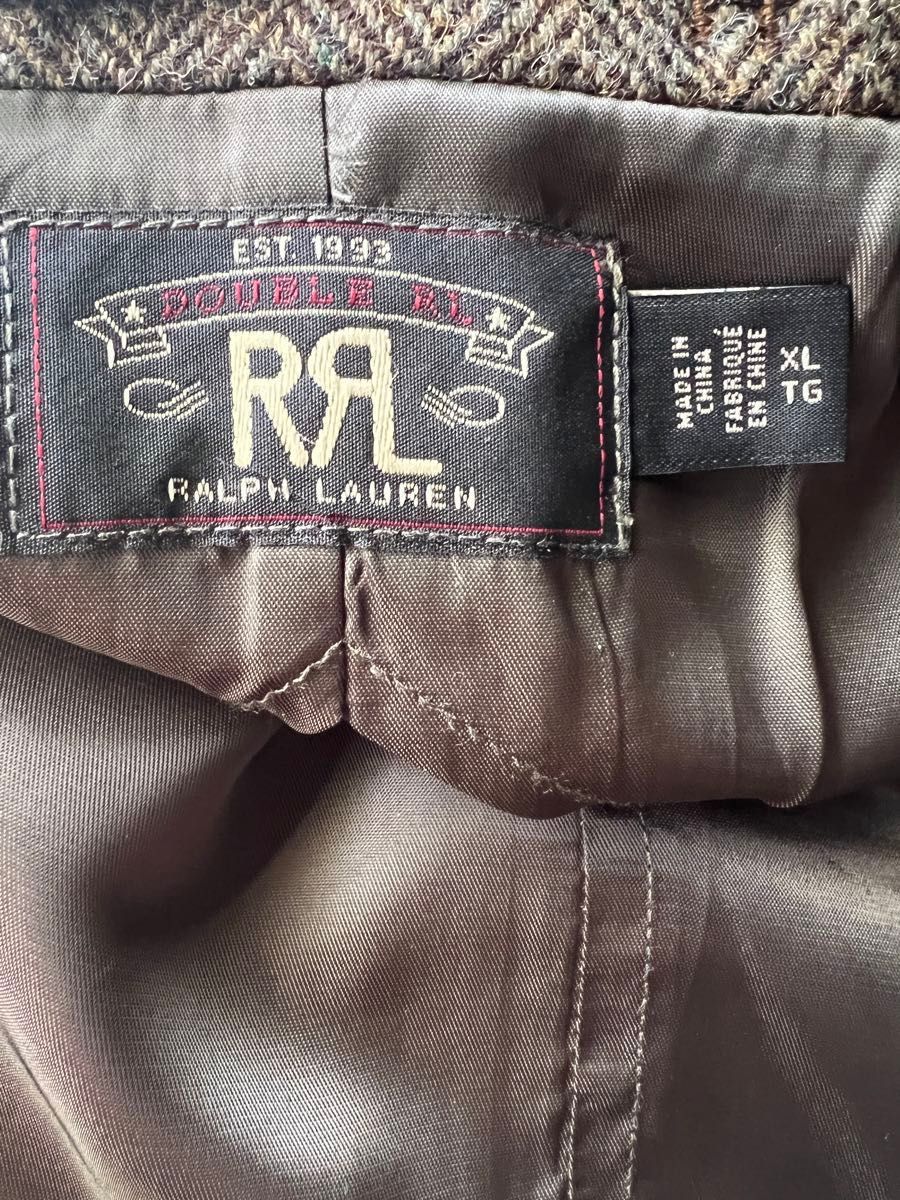 EST. 1993
DOUBLE RL
RRL
RALPH LAUREN
MADE IN
CHINA
FABRIQUÉ
EN CHINE
XL
TG